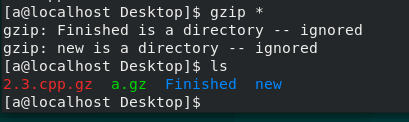 [a@localhost Desktop]$ gzip *
gzip: Finished is a directory -- ignored
gzip: new is a directory -- ignored
[a@localhost Desktop]$ ls
2.3.cpp.gz  a.gz  Finished  new
[a@localhost Desktop]$